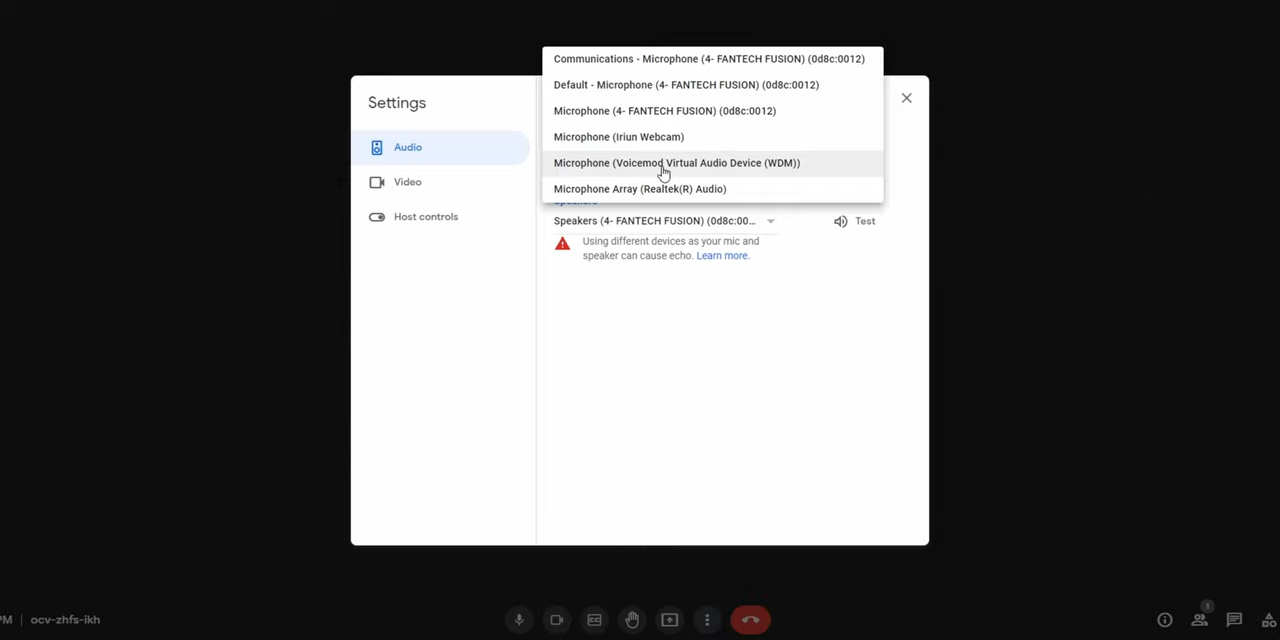 Communications - Microphone (4- FANTECH FUSION) (0d8c:0012)
Default - Microphone (4- FANTECH FUSION) (0d8c:0012)
Microphone (4- FANTECH FUSION) (0d8c:0012)
Microphone (Iriun Webcam)
Microphone (Voicemod Virtual Audio Device (WDM))
Microphone Array (Realtek(R) Audio)
Settings
Audio
Video
Host controls
Speakers
Speakers (4- FANTECH FUSION) (0d8c:00...
Test
Using different devices as your mic and
speaker can cause echo. Learn more.
PM | ocv-zhfs-ikh
1